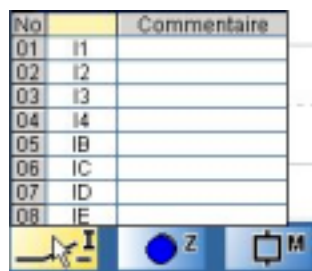 No Commentaire
01 I1
02 I2
03 I3
04 I4
05 IB
06 IC
07 ID
08 IE
I Z M